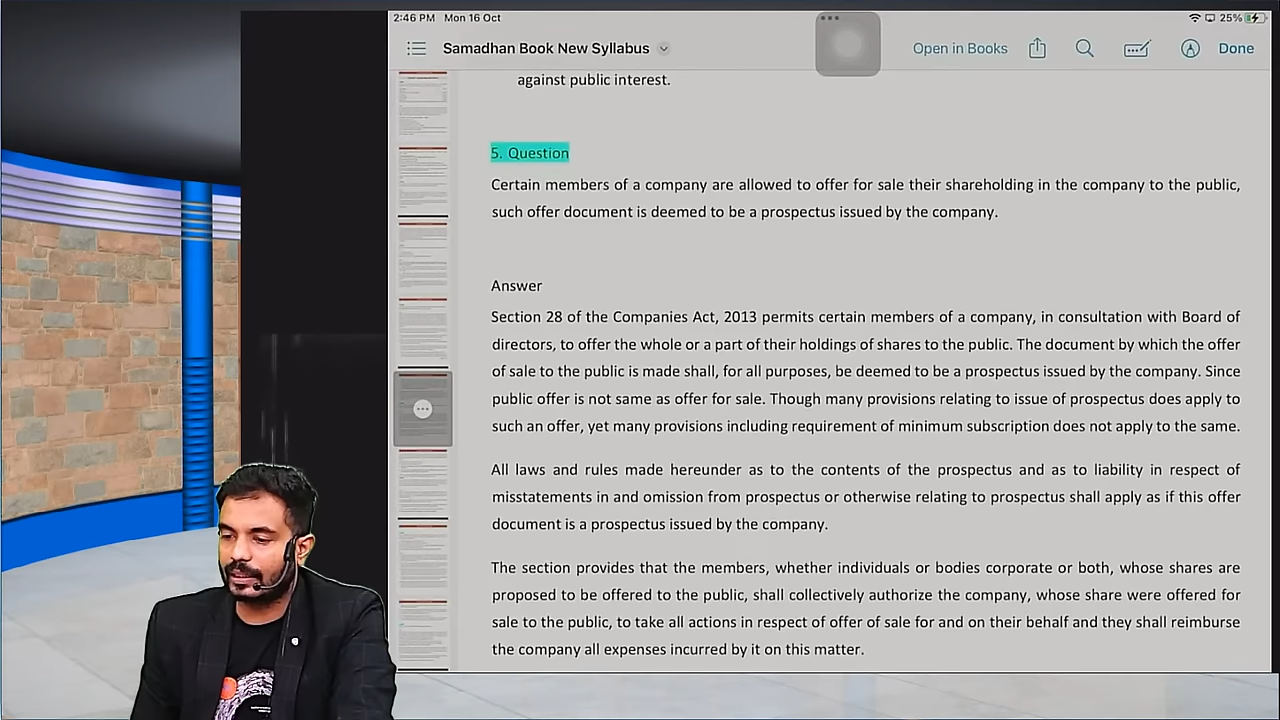 2:46 PM Mon 16 Oct
25%
Samadhan Book New Syllabus
Open in Books
Done
against public interest.
5. Question
Certain members of a company are allowed to offer for sale their shareholding in the company to the public,
such offer document is deemed to be a prospectus issued by the company.
Answer
Section 28 of the Companies Act, 2013 permits certain members of a company, in consultation with Board of
directors, to offer the whole or a part of their holdings of shares to the public. The document by which the offer
of sale to the public is made shall, for all purposes, be deemed to be a prospectus issued by the company. Since
public offer is not same as offer for sale. Though many provisions relating to issue of prospectus does apply to
such an offer, yet many provisions including requirement of minimum subscription does not apply to the same.
All laws and rules made hereunder as to the contents of the prospectus and as to liability in respect of
misstatements in and omission from prospectus or otherwise relating to prospectus shall apply as if this offer
document is a prospectus issued by the company.
The section provides that the members, whether individuals or bodies corporate or both, whose shares are
proposed to be offered to the public, shall collectively authorize the company, whose share were offered for
sale to the public, to take all actions in respect of offer of sale for and on their behalf and they shall reimburse
the company all expenses incurred by it on this matter.